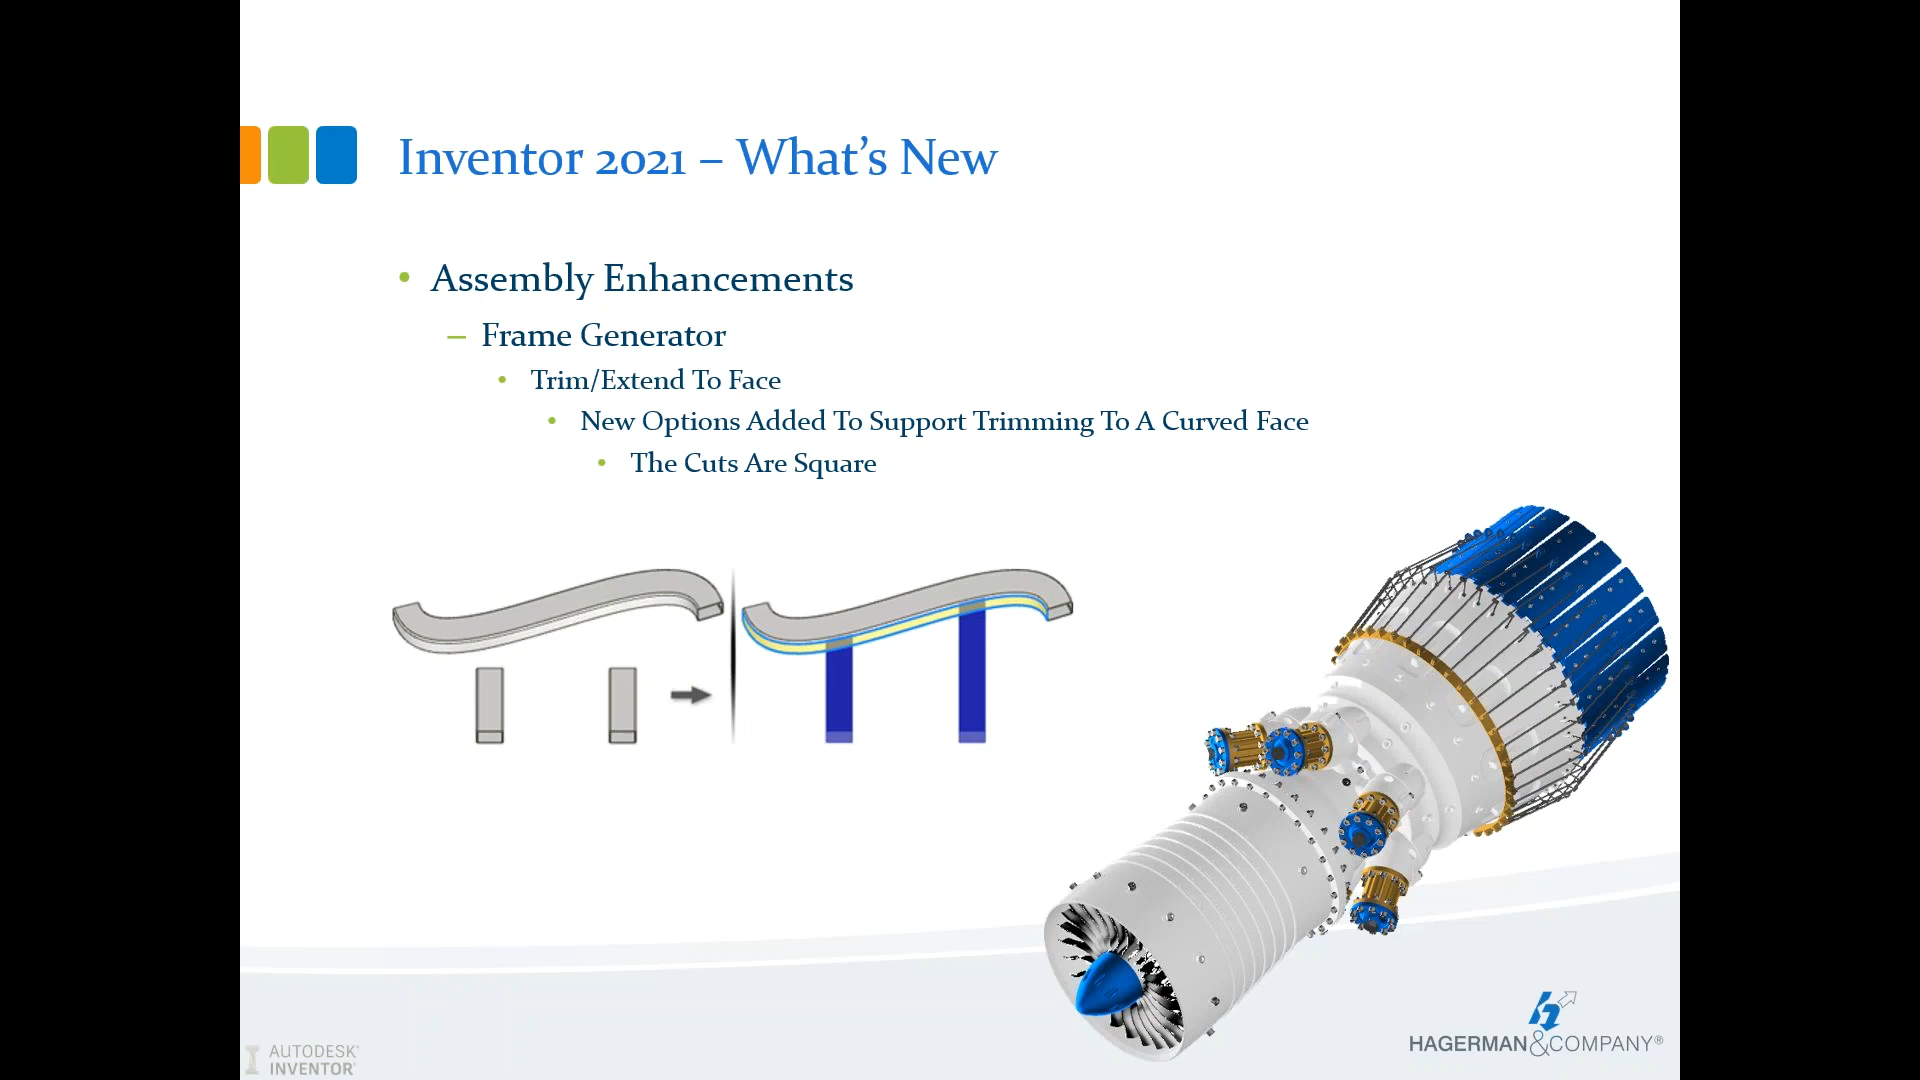 Inventor 2021 – What’s New
• Assembly Enhancements
– Frame Generator
• Trim/Extend To Face
• New Options Added To Support Trimming To A Curved Face
• The Cuts Are Square
AUTODESK®
INVENTOR®
HAGERMAN&COMPANY®